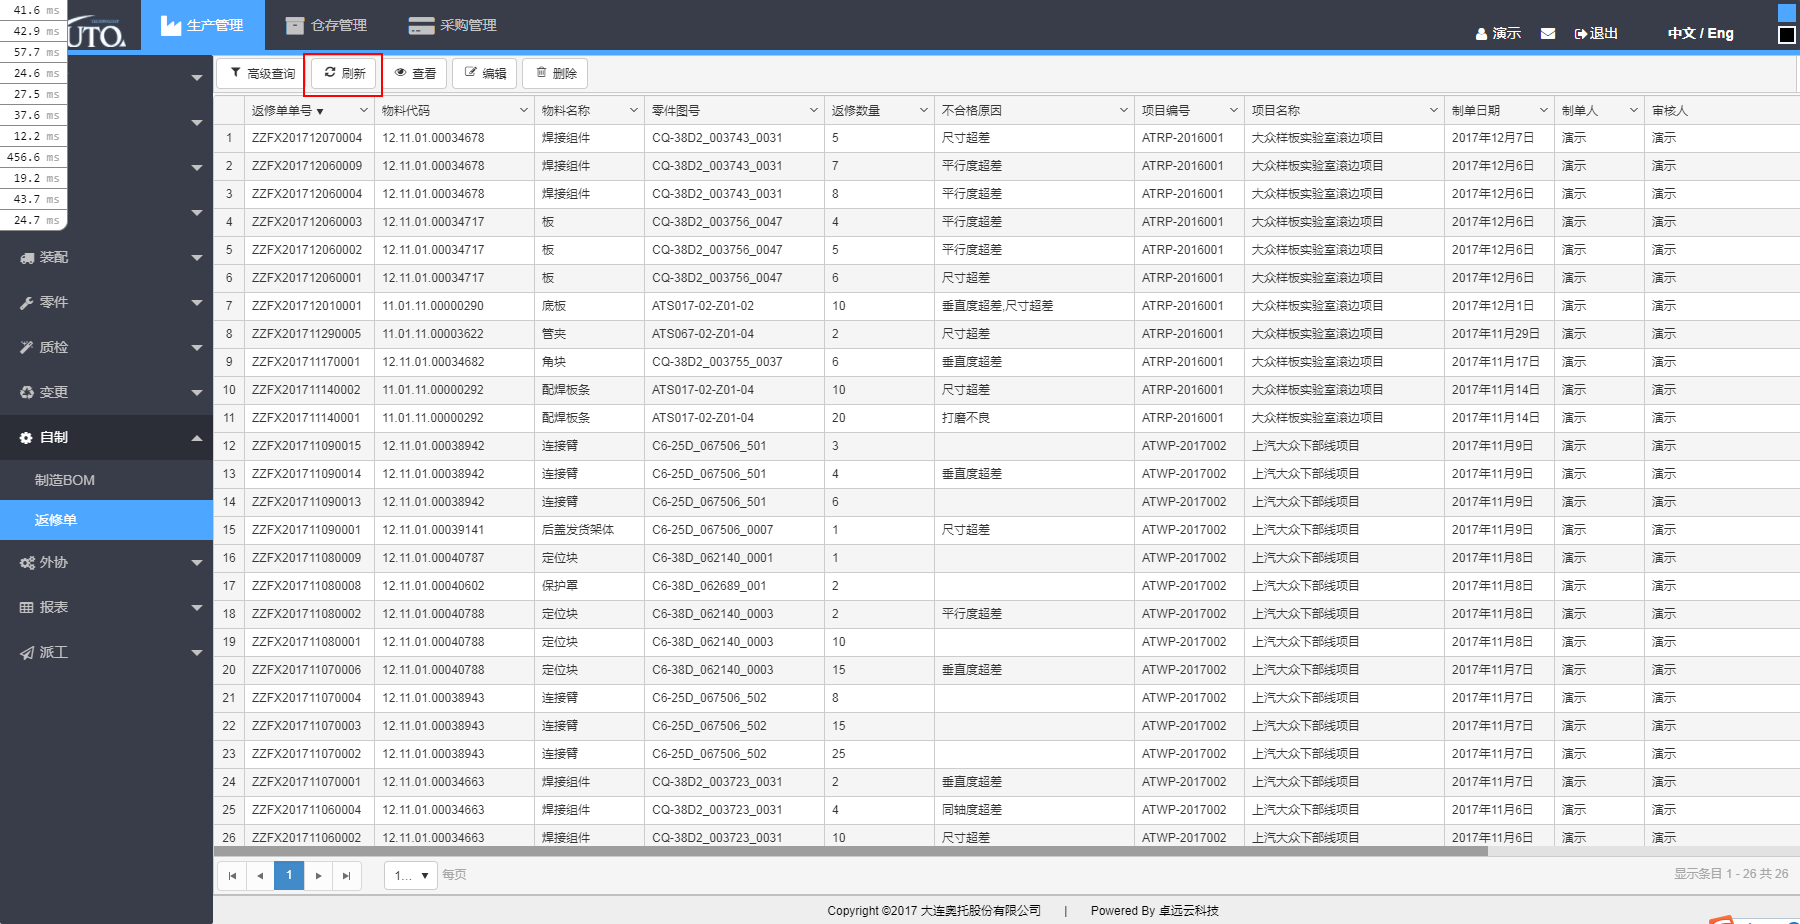 41.6 ms
42.9 ms
57.7 ms
24.6 ms
27.5 ms
37.6 ms
12.2 ms
456.6 ms
19.2 ms
43.7 ms
24.7 ms
UTO.
生产管理 仓存管理 采购管理
演示 退出 中文 / Eng
高级查询 刷新 查看 编辑 删除
装配
零件
质检
变更
自制
制造BOM
返修单
外协
报表
派工
返修单单号 物料代码 物料名称 零件图号 返修数量 不合格原因 项目编号 项目名称 制单日期 制单人 审核人
1 ZZFX201712070004 12.11.01.00034678 焊接组件 CQ-38D2_003743_0031 5 尺寸超差 ATRP-2016001 大众样板实验室滚边项目 2017年12月7日 演示 演示
2 ZZFX201712060009 12.11.01.00034678 焊接组件 CQ-38D2_003743_0031 7 平行度超差 ATRP-2016001 大众样板实验室滚边项目 2017年12月6日 演示 演示
3 ZZFX201712060004 12.11.01.00034678 焊接组件 CQ-38D2_003743_0031 8 平行度超差 ATRP-2016001 大众样板实验室滚边项目 2017年12月6日 演示 演示
4 ZZFX201712060003 12.11.01.00034717 板 CQ-38D2_003756_0047 4 平行度超差 ATRP-2016001 大众样板实验室滚边项目 2017年12月6日 演示 演示
5 ZZFX201712060002 12.11.01.00034717 板 CQ-38D2_003756_0047 5 平行度超差 ATRP-2016001 大众样板实验室滚边项目 2017年12月6日 演示 演示
6 ZZFX201712060001 12.11.01.00034717 板 CQ-38D2_003756_0047 6 尺寸超差 ATRP-2016001 大众样板实验室滚边项目 2017年12月6日 演示 演示
7 ZZFX201712010001 11.01.11.00000290 底板 ATS017-02-Z01-02 10 垂直度超差,尺寸超差 ATRP-2016001 大众样板实验室滚边项目 2017年12月1日 演示 演示
8 ZZFX201711290005 11.01.11.00003622 管夹 ATS067-02-Z01-04 2 尺寸超差 ATRP-2016001 大众样板实验室滚边项目 2017年11月29日 演示 演示
9 ZZFX201711170001 12.11.01.00034682 角块 CQ-38D2_003755_0037 6 垂直度超差 ATRP-2016001 大众样板实验室滚边项目 2017年11月17日 演示 演示
10 ZZFX201711140002 11.01.11.00000292 配焊板条 ATS017-02-Z01-04 10 尺寸超差 ATRP-2016001 大众样板实验室滚边项目 2017年11月14日 演示 演示
11 ZZFX201711140001 11.01.11.00000292 配焊板条 ATS017-02-Z01-04 20 打磨不良 ATRP-2016001 大众样板实验室滚边项目 2017年11月14日 演示 演示
12 ZZFX201711090015 12.11.01.00038942 连接臂 C6-25D_067506_501 3 ATWP-2017002 上汽大众下部线项目 2017年11月9日 演示 演示
13 ZZFX201711090014 12.11.01.00038942 连接臂 C6-25D_067506_501 4 垂直度超差 ATWP-2017002 上汽大众下部线项目 2017年11月9日 演示 演示
14 ZZFX201711090013 12.11.01.00038942 连接臂 C6-25D_067506_501 6 ATWP-2017002 上汽大众下部线项目 2017年11月9日 演示 演示
15 ZZFX201711090001 12.11.01.00039141 后盖发货架体 C6-25D_067506_0007 1 尺寸超差 ATWP-2017002 上汽大众下部线项目 2017年11月9日 演示 演示
16 ZZFX201711080009 12.11.01.00040787 定位块 C6-38D_062140_0001 1 ATWP-2017002 上汽大众下部线项目 2017年11月8日 演示 演示
17 ZZFX201711080008 12.11.01.00040602 保护罩 C6-38D_062689_001 2 ATWP-2017002 上汽大众下部线项目 2017年11月8日 演示 演示
18 ZZFX201711080002 12.11.01.00040788 定位块 C6-38D_062140_0003 2 平行度超差 ATWP-2017002 上汽大众下部线项目 2017年11月8日 演示 演示
19 ZZFX201711080001 12.11.01.00040788 定位块 C6-38D_062140_0003 10 ATWP-2017002 上汽大众下部线项目 2017年11月8日 演示 演示
20 ZZFX201711070006 12.11.01.00040788 定位块 C6-38D_062140_0003 15 垂直度超差 ATWP-2017002 上汽大众下部线项目 2017年11月7日 演示 演示
21 ZZFX201711070004 12.11.01.00038943 连接臂 C6-25D_067506_502 8 ATWP-2017002 上汽大众下部线项目 2017年11月7日 演示 演示
22 ZZFX201711070003 12.11.01.00038943 连接臂 C6-25D_067506_502 15 ATWP-2017002 上汽大众下部线项目 2017年11月7日 演示 演示
23 ZZFX201711070002 12.11.01.00038943 连接臂 C6-25D_067506_502 25 ATWP-2017002 上汽大众下部线项目 2017年11月7日 演示 演示
24 ZZFX201711070001 12.11.01.00034663 焊接组件 CQ-38D2_003723_0031 2 垂直度超差 ATWP-2017002 上汽大众下部线项目 2017年11月7日 演示 演示
25 ZZFX201711060004 12.11.01.00034663 焊接组件 CQ-38D2_003723_0031 4 同轴度超差 ATWP-2017002 上汽大众下部线项目 2017年11月6日 演示 演示
26 ZZFX201711060002 12.11.01.00034663 焊接组件 CQ-38D2_003723_0031 10 尺寸超差 ATWP-2017002 上汽大众下部线项目 2017年11月6日 演示 演示
1 1... 每页 显示条目 1 - 26 共 26
Copyright ©2017 大连奥托股份有限公司 | Powered By 卓远云科技